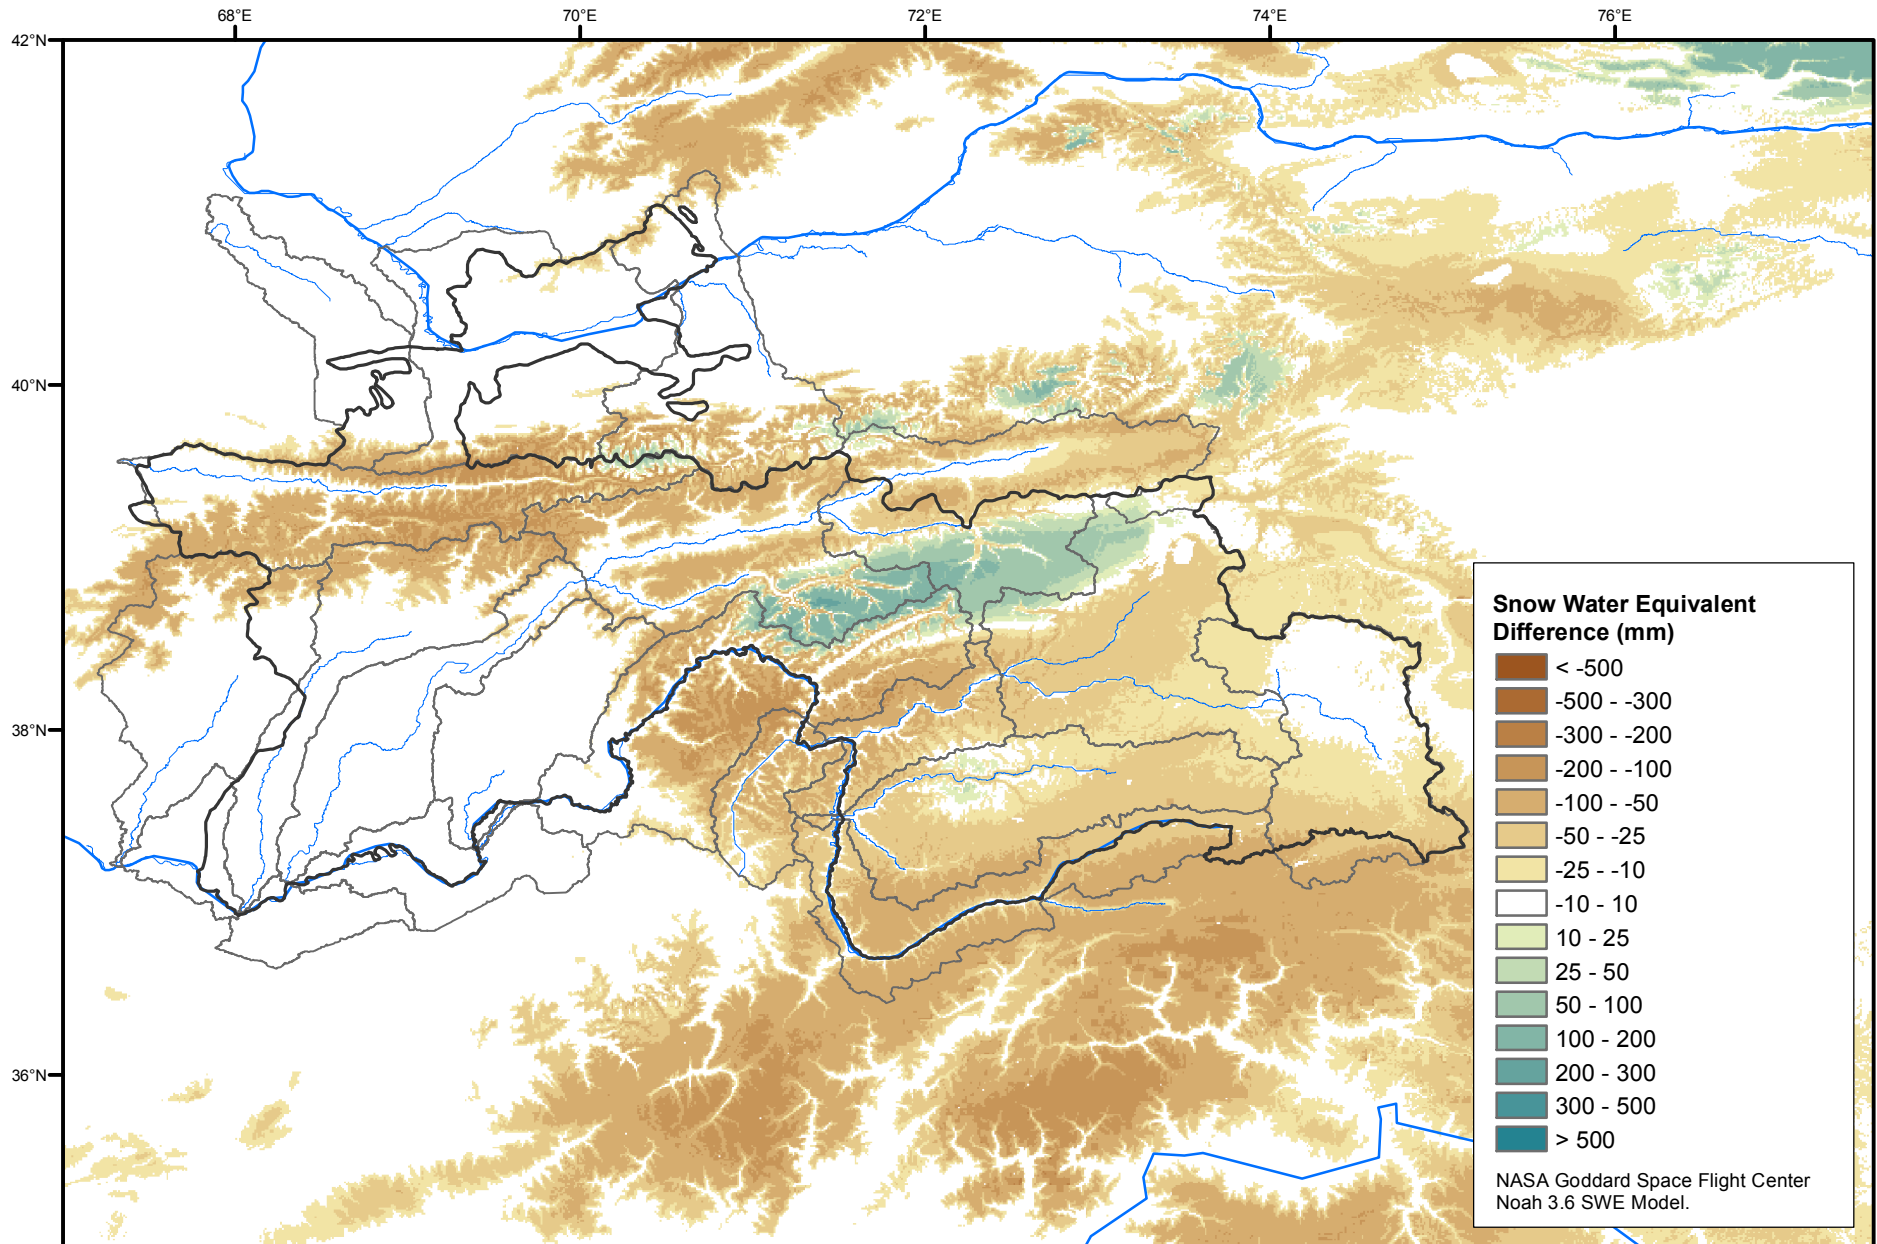 68°E
70°E
72°E
74°E
76°E
42°N
40°N
38°N
36°N
Snow Water Equivalent
Difference (mm)
< -500
-500 - -300
-300 - -200
-200 - -100
-100 - -50
-50 - -25
-25 - -10
-10 - 10
10 - 25
25 - 50
50 - 100
100 - 200
200 - 300
300 - 500
> 500
NASA Goddard Space Flight Center
Noah 3.6 SWE Model.